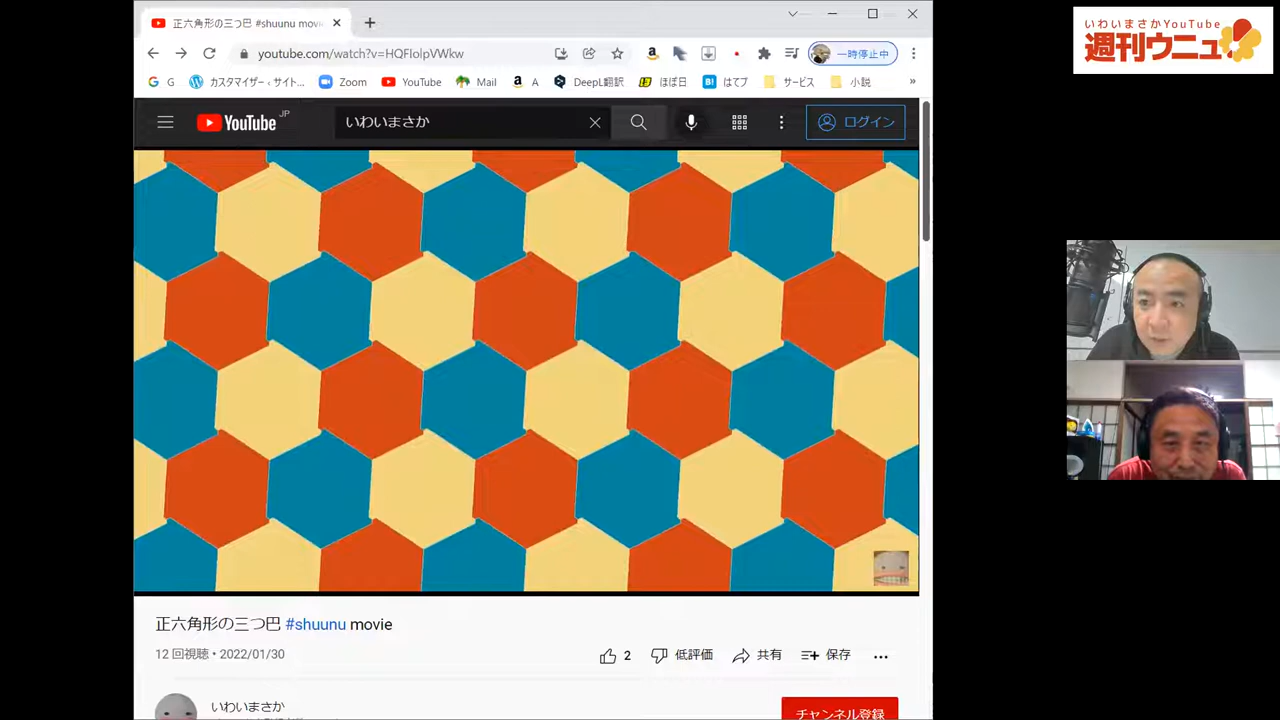 正六角形の三つ巴 #shuunu movi
youtube.com/watch?v=HQFloIpVWkw
一時停止中
G
カスタマイザー ‹ サイト...
Zoom
YouTube
Mail
A
DeepL翻訳
ほぼ日
B!
はてブ
サービス
小説
»
YouTube JP
いわいまさか
ログイン
正六角形の三つ巴 #shuunu movie
12 回視聴・2022/01/30
2
低評価
共有
保存
いわいまさか
チャンネル登録
いわいまさかYouTube
週刊ウニュ